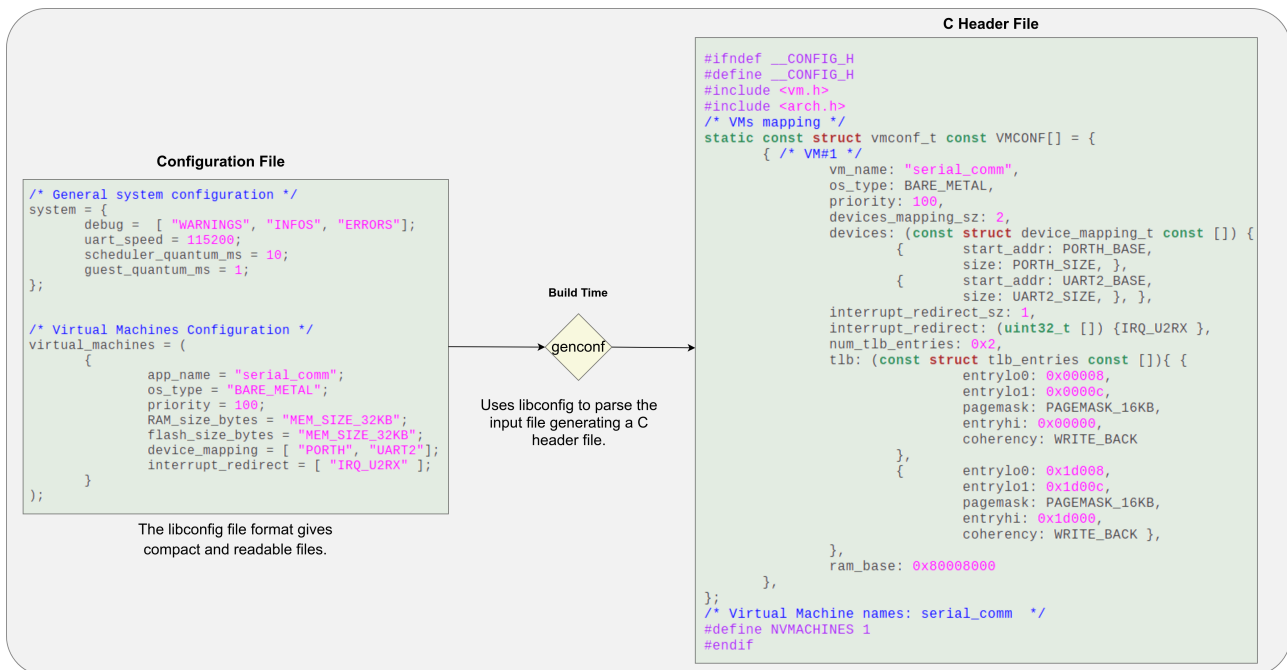 Configuration File
/* General system configuration */
system = {
debug =  [ "WARNINGS", "INFOS", "ERRORS"];
uart_speed = 115200;
scheduler_quantum_ms = 10;
guest_quantum_ms = 1;
};
/* Virtual Machines Configuration */
virtual_machines = (
{
app_name = "serial_comm";
os_type = "BARE_METAL";
priority = 100;
RAM_size_bytes = "MEM_SIZE_32KB";
flash_size_bytes = "MEM_SIZE_32KB";
device_mapping = [ "PORTH", "UART2"];
interrupt_redirect = [ "IRQ_U2RX" ];
}
);
The libconfig file format gives
compact and readable files.
Build Time
genconf
Uses libconfig to parse the
input file generating a C
header file.
C Header File
#ifndef __CONFIG_H
#define __CONFIG_H
#include <vm.h>
#include <arch.h>
/* VMs mapping */
static const struct vmconf_t const VMCONF[] = {
{ /* VM#1 */
vm_name: "serial_comm",
os_type: BARE_METAL,
priority: 100,
devices_mapping_sz: 2,
devices: (const struct device_mapping_t const []) {
{ start_addr: PORTH_BASE,
size: PORTH_SIZE, },
{ start_addr: UART2_BASE,
size: UART2_SIZE, }, },
interrupt_redirect_sz: 1,
interrupt_redirect: (uint32_t []) {IRQ_U2RX },
num_tlb_entries: 0x2,
tlb: (const struct tlb_entries const []){ {
entrylo0: 0x00008,
entrylo1: 0x0000c,
pagemask: PAGEMASK_16KB,
entryhi: 0x00000,
coherency: WRITE_BACK
},
{ entrylo0: 0x1d008,
entrylo1: 0x1d00c,
pagemask: PAGEMASK_16KB,
entryhi: 0x1d000,
coherency: WRITE_BACK },
},
ram_base: 0x80008000
},
};
/* Virtual Machine names: serial_comm  */
#define NVMACHINES 1
#endif